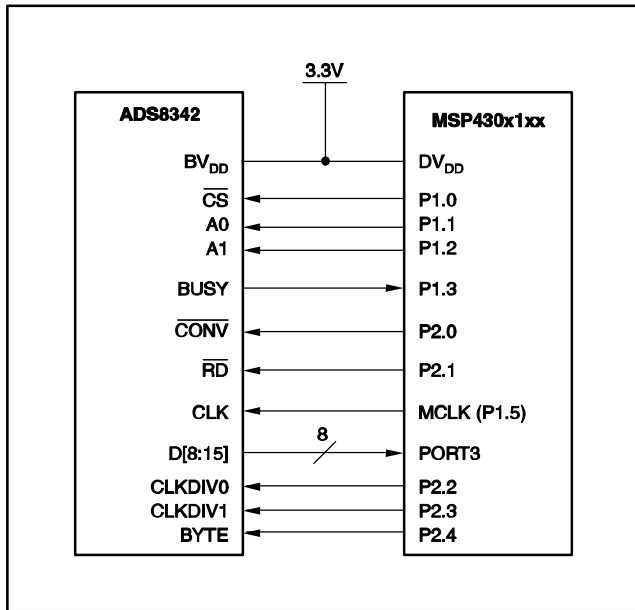 3.3V
ADS8342 MSP430x1xx
BVDD DVDD
CS P1.0
A0 P1.1
A1 P1.2
BUSY P1.3
CONV P2.0
RD P2.1
CLK MCLK (P1.5)
8
D[8:15] PORT3
CLKDIV0 P2.2
CLKDIV1 P2.3
BYTE P2.4